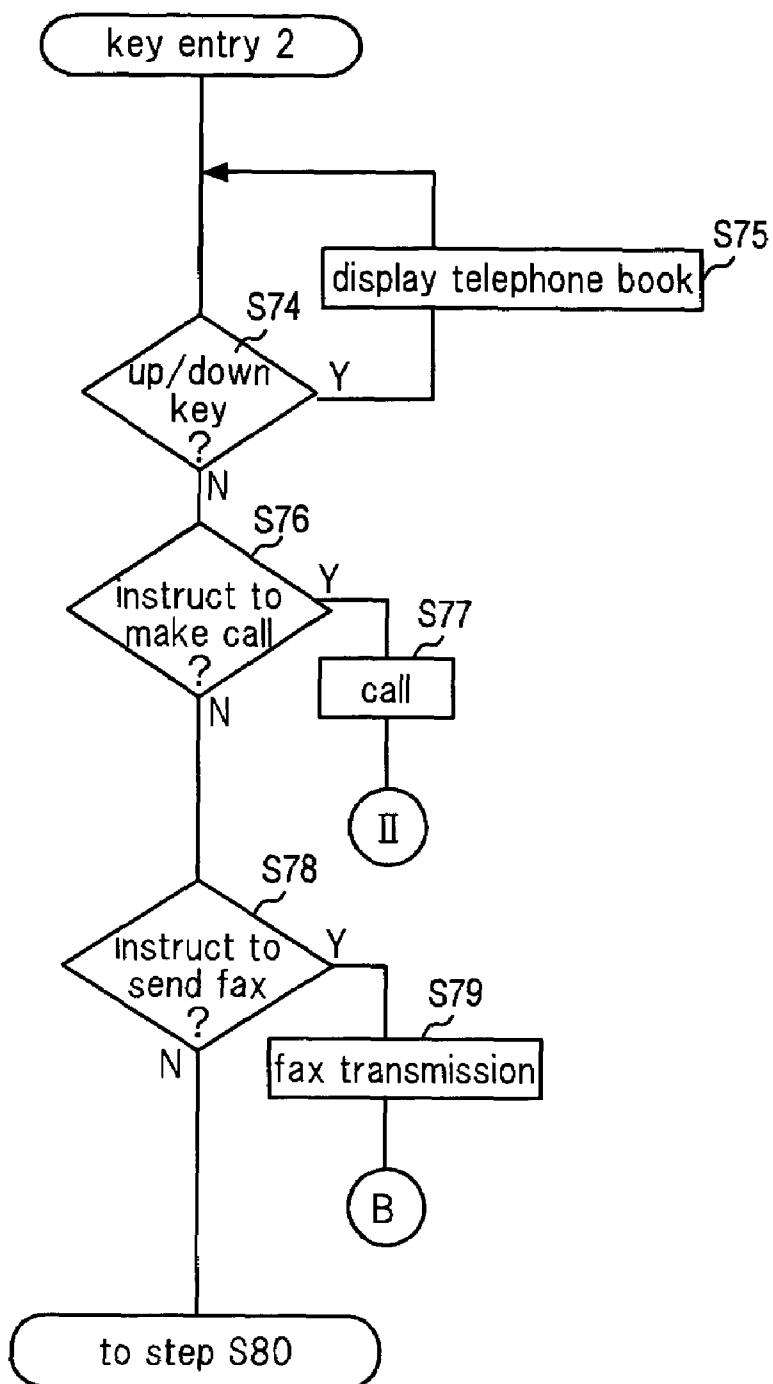 key entry 2
S75
display telephone book
S74
up/down
key
?
Y
N
S76
instruct to
make call
?
Y
N
S77
call
II
S78
instruct to
send fax
?
Y
N
S79
fax transmission
B
to step S80